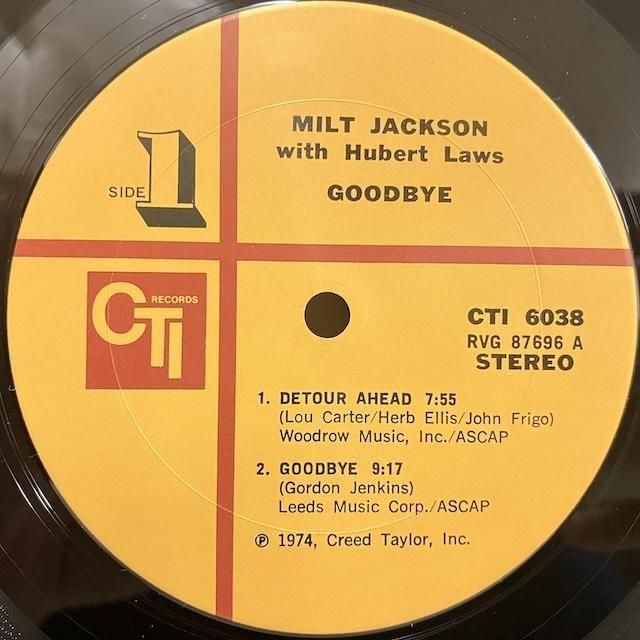 MILT JACKSON
with Hubert Laws
GOODBYE
SIDE 1
CTI RECORDS
CTI 6038
RVG 87696 A
STEREO
1. DETOUR AHEAD 7:55
(Lou Carter/Herb Ellis/John Frigo)
Woodrow Music, Inc./ASCAP
2. GOODBYE 9:17
(Gordon Jenkins)
Leeds Music Corp./ASCAP
℗ 1974, Creed Taylor, Inc.